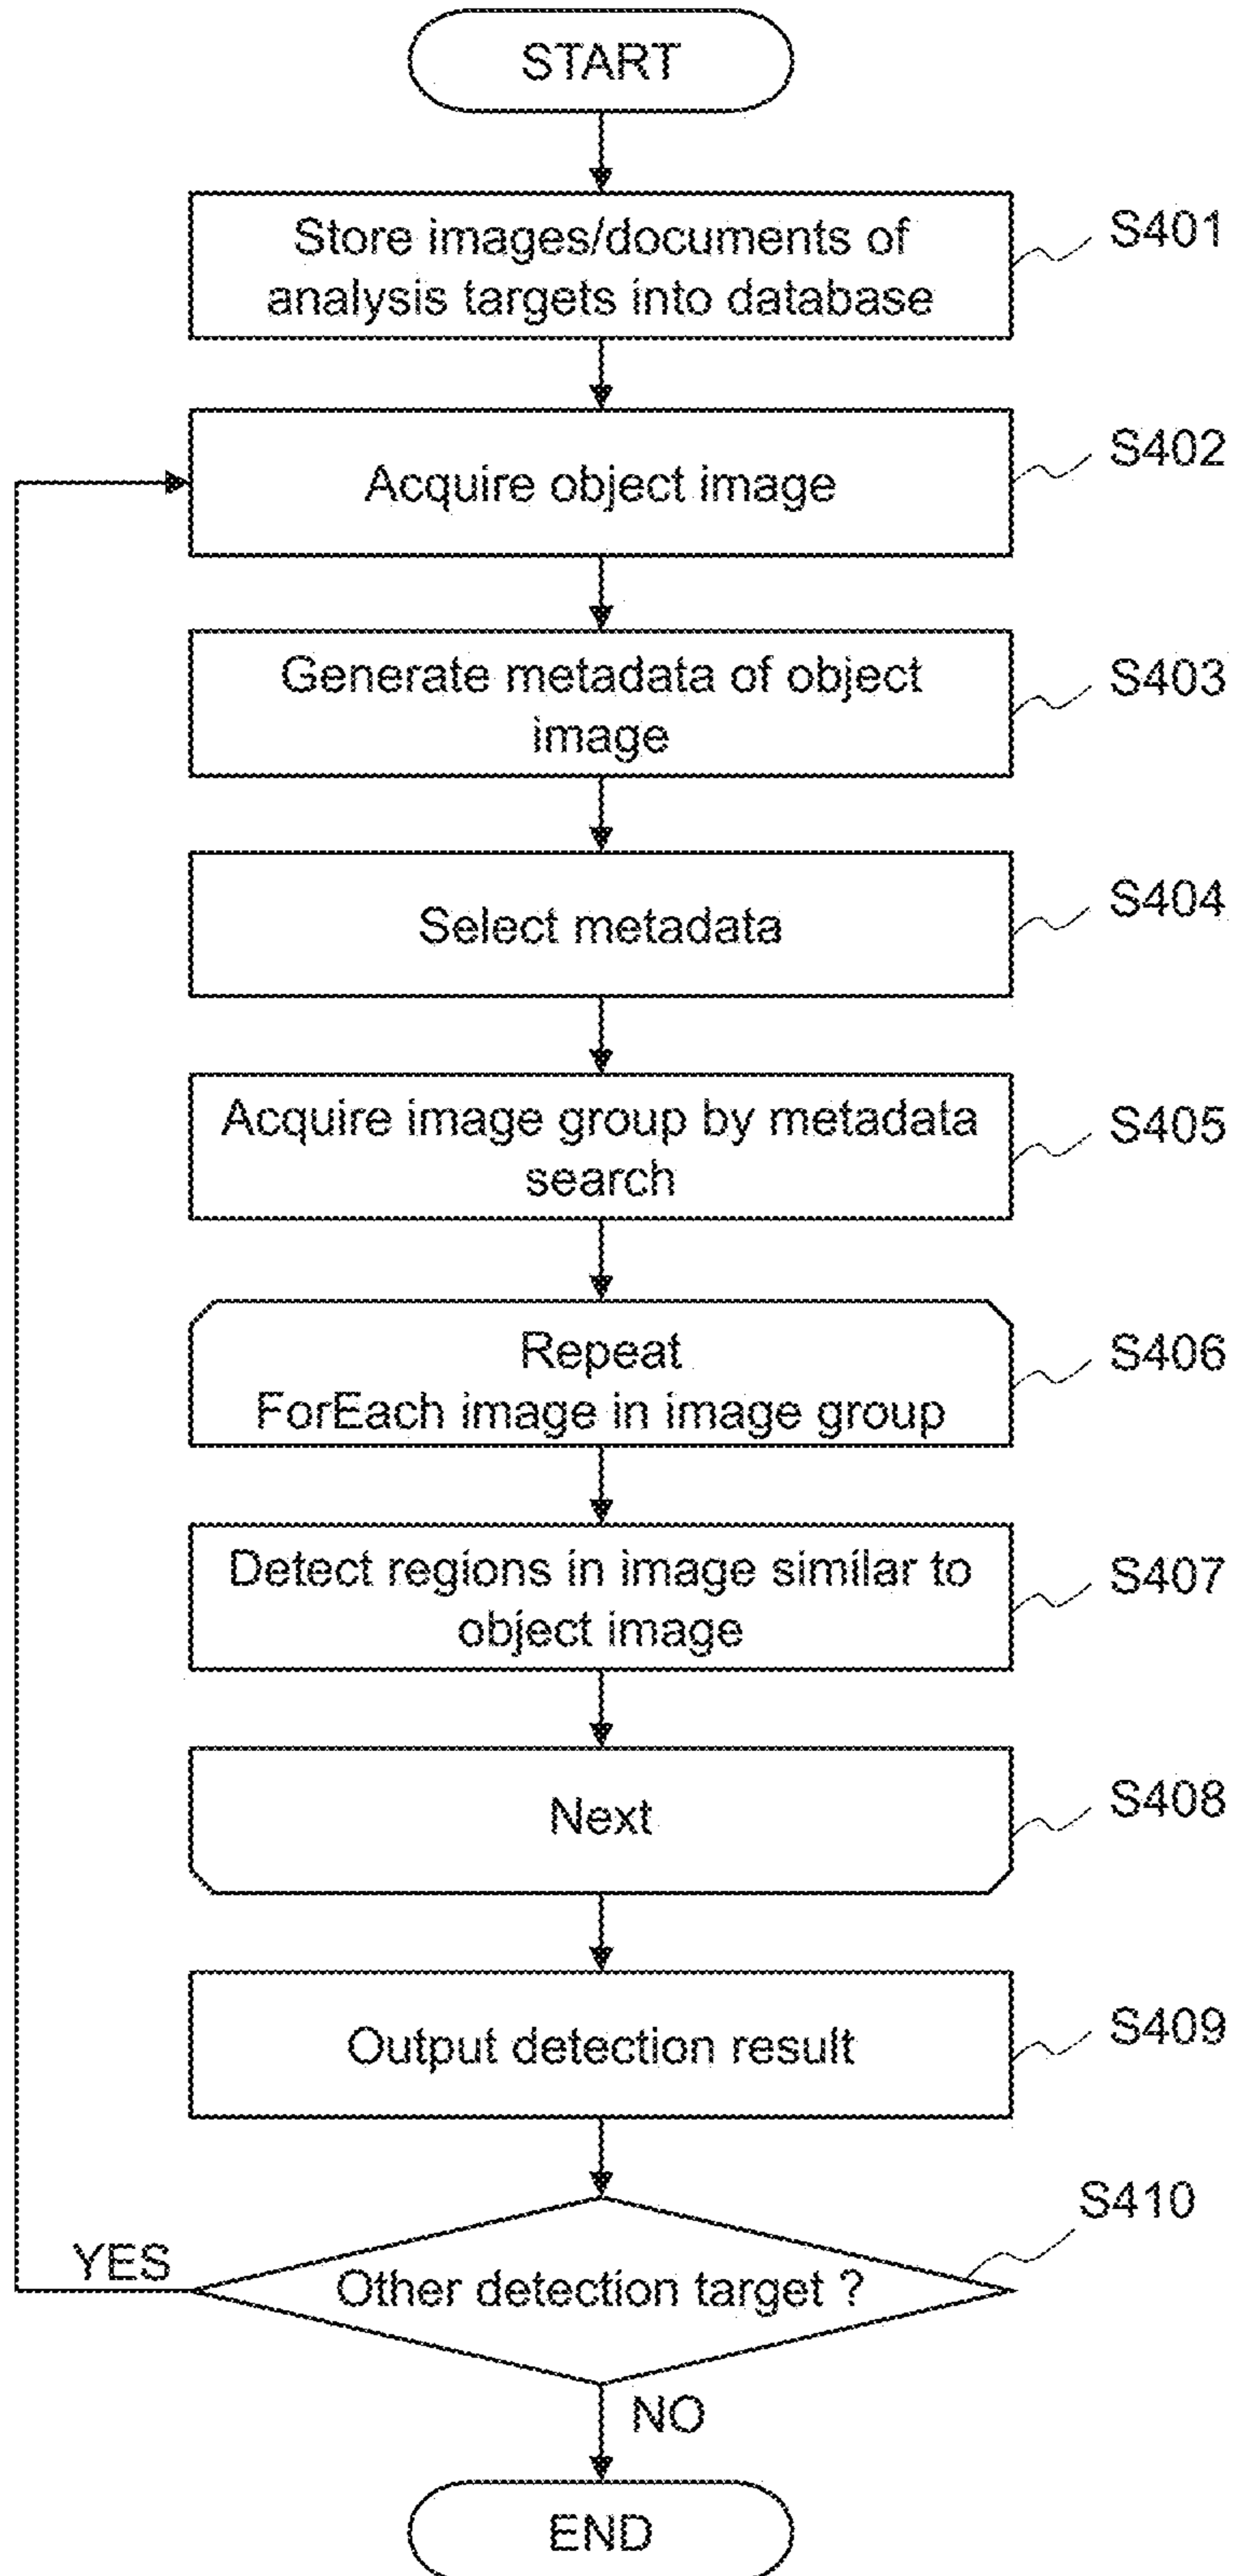 START
Store images/documents of
analysis targets into database
S401
Acquire object image
S402
Generate metadata of object
image
S403
Select metadata
S404
Acquire image group by metadata
search
S405
Repeat
ForEach image in image group
S406
Detect regions in image similar to
object image
S407
Next
S408
Output detection result
S409
Other detection target ?
S410
YES
NO
END